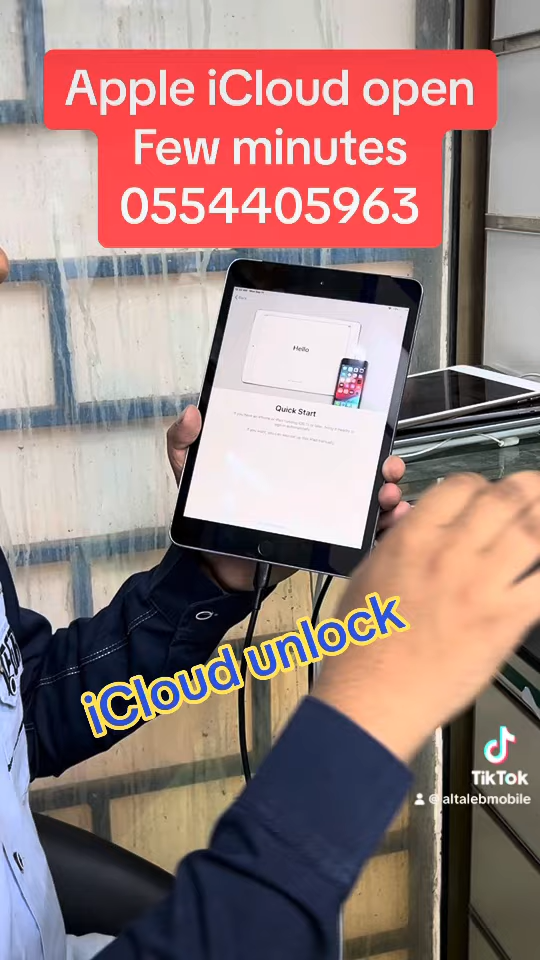 Apple iCloud open
Few minutes
0554405963
Hello
Quick Start
iCloud unlock
TikTok
@altalebmobile